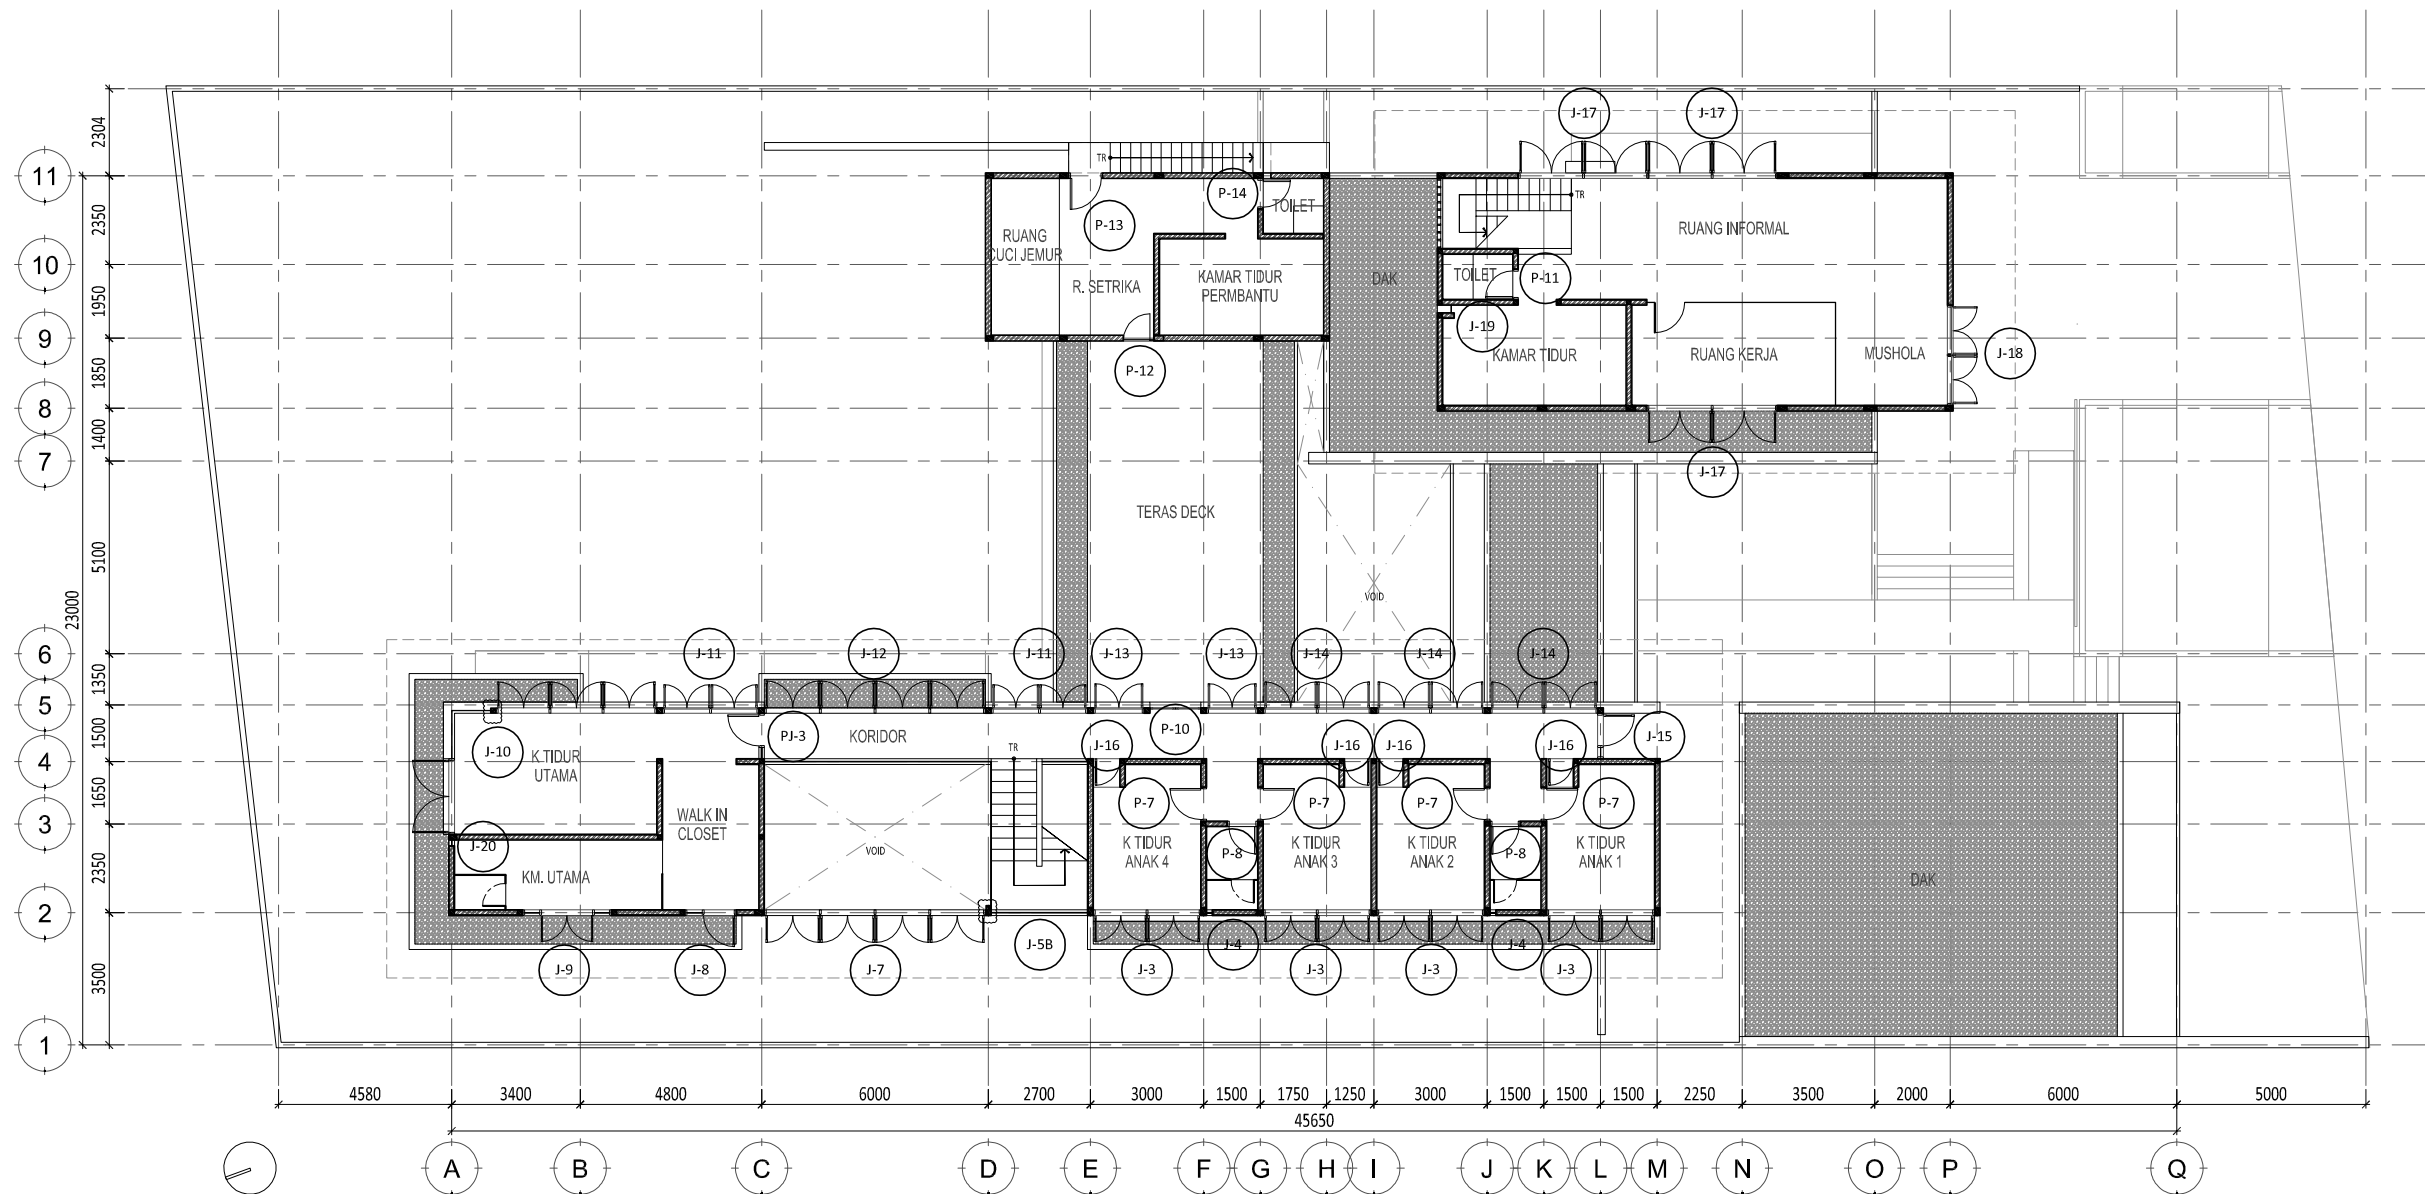 J-17
J-17
2304
TR
11
P-14
TR
P-13
TOILET
2350
RUANG
CUCI JEMUR
RUANG INFORMAL
10
KAMAR TIDUR
PERMBANTU
R. SETRIKA
DAK
TOILET
P-11
1950
J-19
9
KAMAR TIDUR
RUANG KERJA
MUSHOLA
J-18
P-12
1850
8
1400
7
J-17
TERAS DECK
5100
23000
VOID
6
J-11
J-12
J-11
J-13
J-13
J-14
J-14
J-14
1350
5
1500
J-10
PJ-3
KORIDOR
TR
J-16
P-10
J-16
J-16
J-16
J-15
4
K.TIDUR
UTAMA
1650
P-7
P-7
P-7
P-7
WALK IN
CLOSET
3
J-20
VOID
K TIDUR
ANAK 4
P-8
K TIDUR
ANAK 3
K TIDUR
ANAK 2
P-8
K TIDUR
ANAK 1
2350
KM. UTAMA
DAK
2
J-5B
J-4
J-4
J-9
J-8
J-7
J-3
J-3
J-3
J-3
3500
1
4580 3400 4800 6000 2700 3000 1500 1750 1250 3000 1500 1500 1500 2250 3500 2000 6000 5000
45650
A B C D E F G H I J K L M N O P Q